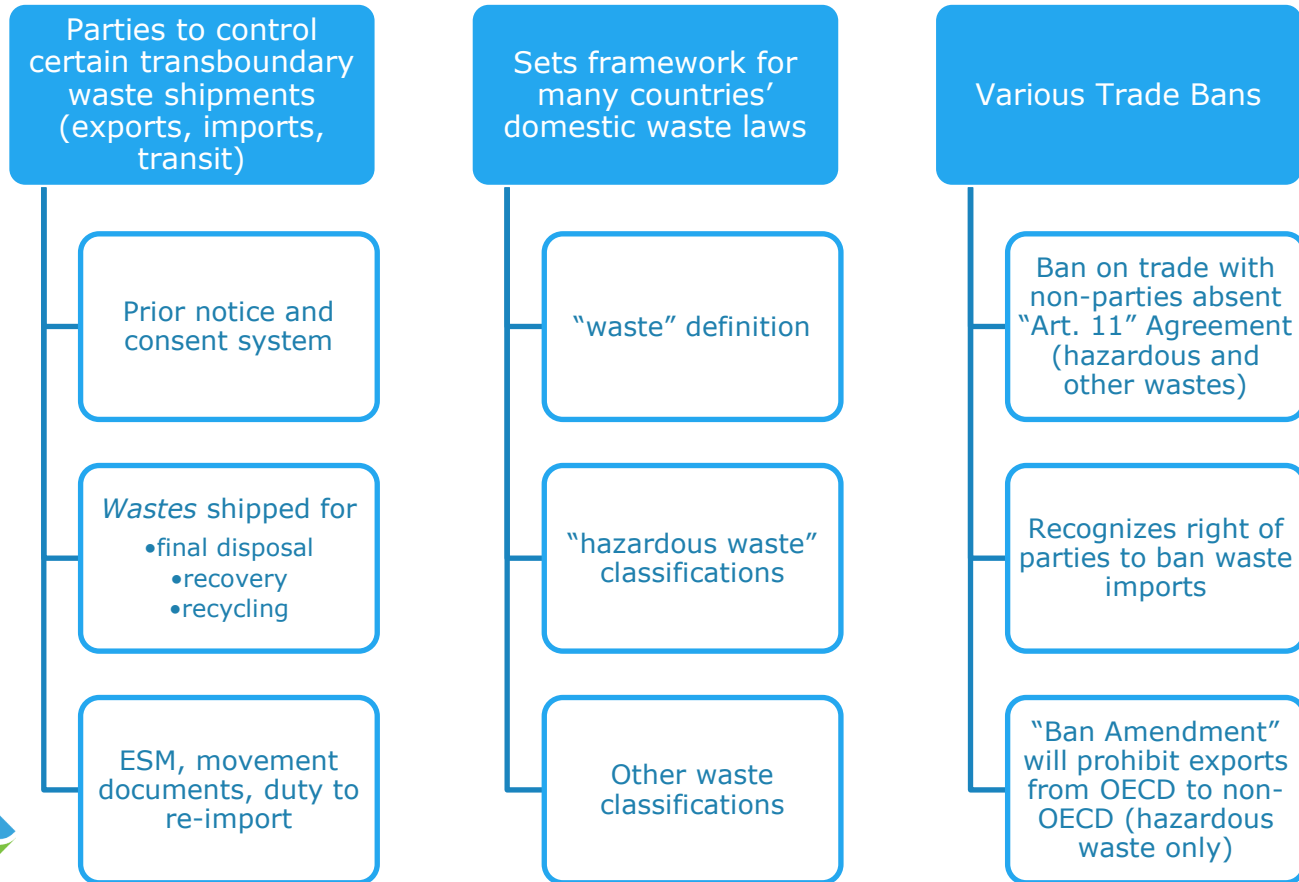 Parties to control
certain transboundary
waste shipments
(exports, imports,
transit)
Prior notice and
consent system
Wastes shipped for
•final disposal
•recovery
•recycling
ESM, movement
documents, duty to
re-import
Sets framework for
many countries’
domestic waste laws
“waste” definition
“hazardous waste”
classifications
Other waste
classifications
Various Trade Bans
Ban on trade with
non-parties absent
“Art. 11” Agreement
(hazardous and
other wastes)
Recognizes right of
parties to ban waste
imports
“Ban Amendment”
will prohibit exports
from OECD to non-
OECD (hazardous
waste only)